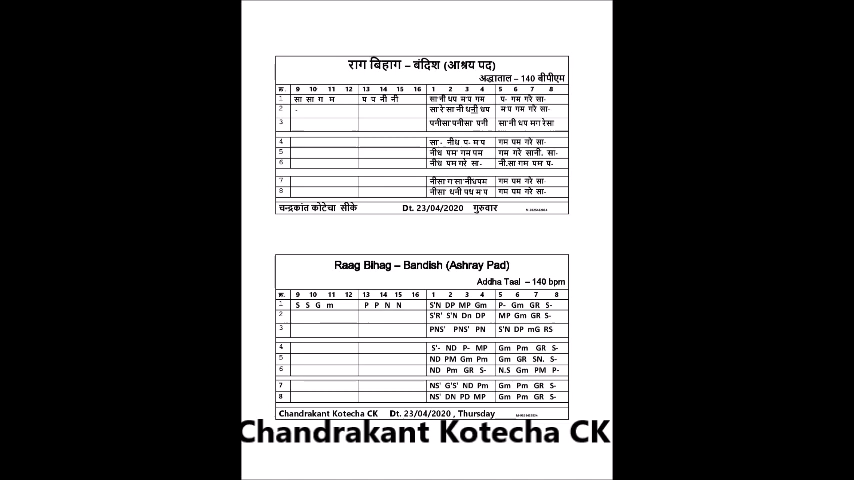 राग बिहाग – बंदिश (आश्रय पद)
अद्धाताल – 140 बीपीएम
क्र. 9 10 11 12 13 14 15 16 1 2 3 4 5 6 7 8
1 सा सा ग म प प नी नी सा'नी धप म'प गम प- गम गरे सा-
2 - सा'रे' सा'नी धनी धप म'प गम गरे सा-
3 पनीसा' पनीसा' पनी सा'नी धप मग रेसा
4 सा'- नीध प- म'प गम पम गरे सा-
5 नीध पम' गम पम गम गरे सानी. सा-
6 नीध पम गरे सा- नी.सा गम पम' प-
7 नीसा' ग'सा' नीध पम गम पम गरे सा-
8 नीसा' धनी पध म'प गम पम गरे सा-
चन्द्रकांत कोटेचा सीके Dt. 23/04/2020 गुरुवार
Raag Bihag – Bandish (Ashray Pad)
Addha Taal – 140 bpm
क्र. 9 10 11 12 13 14 15 16 1 2 3 4 5 6 7 8
1 S S G m P P N N S'N DP MP Gm P- Gm GR S-
2 S'R' S'N Dn DP MP Gm GR S-
3 PNS' PNS' PN S'N DP mG RS
4 S'- ND P- MP Gm Pm GR S-
5 ND PM Gm Pm Gm GR SN. S-
6 ND Pm GR S- N.S Gm PM P-
7 NS' G'S' ND Pm Gm Pm GR S-
8 NS' DN PD MP Gm Pm GR S-
Chandrakant Kotecha CK Dt. 23/04/2020 , Thursday
Chandrakant Kotecha CK